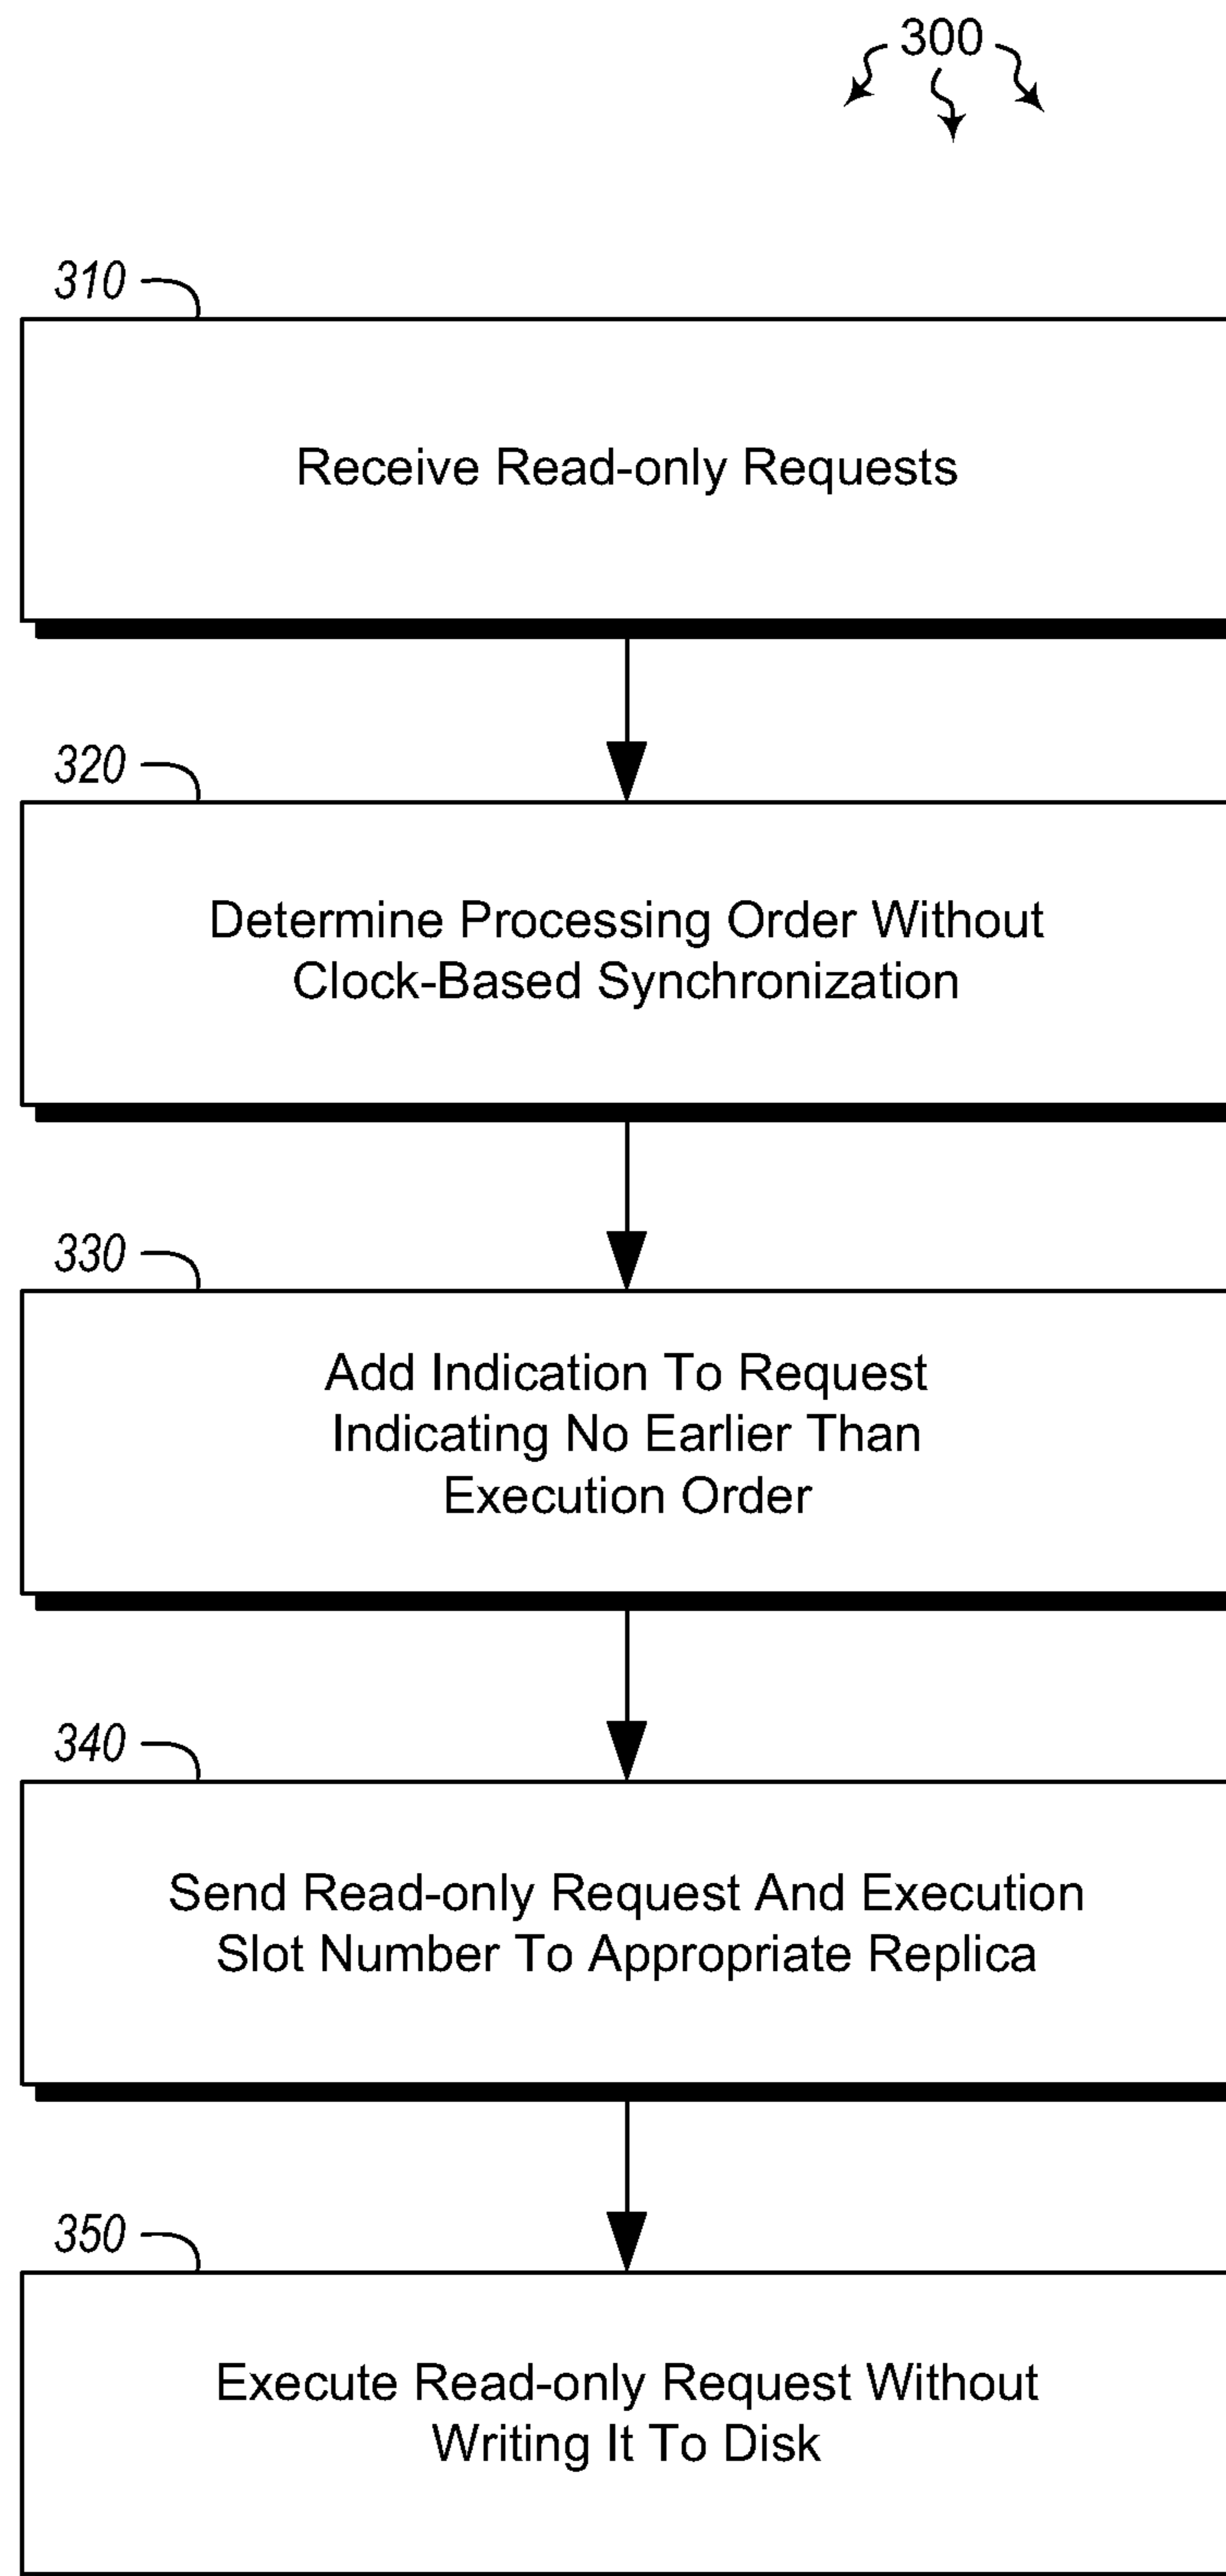 300
310
Receive Read-only Requests
320
Determine Processing Order Without
Clock-Based Synchronization
330
Add Indication To Request
Indicating No Earlier Than
Execution Order
340
Send Read-only Request And Execution
Slot Number To Appropriate Replica
350
Execute Read-only Request Without
Writing It To Disk